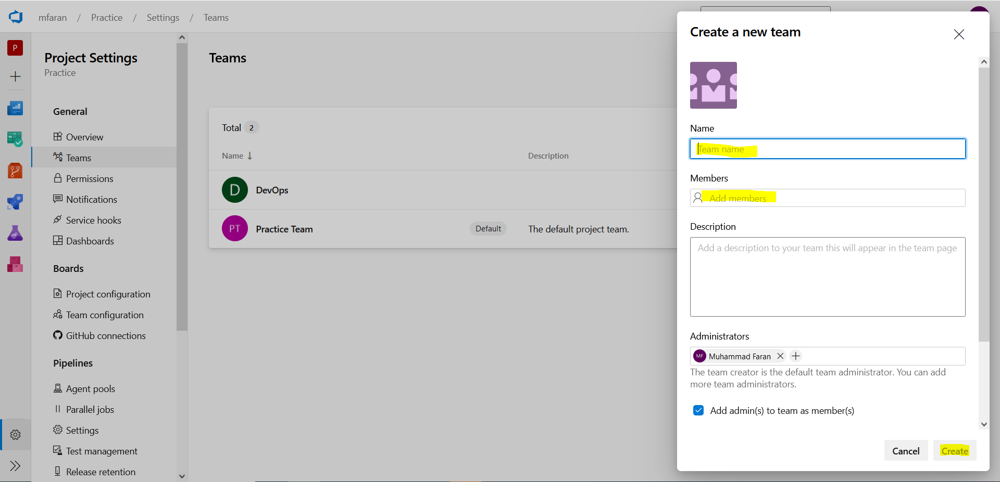 mfaran / Practice / Settings / Teams
P
Project Settings
Practice
General
Overview
Teams
Permissions
Notifications
Service hooks
Dashboards
Boards
Project configuration
Team configuration
GitHub connections
Pipelines
Agent pools
Parallel jobs
Settings
Test management
Release retention
Teams
Total 2
Name Description
D DevOps
PT Practice Team Default The default project team.
Create a new team
Name
Team name
Members
Add members
Description
Add a description to your team this will appear in the team page
Administrators
MF Muhammad Faran
The team creator is the default team administrator. You can add
more team administrators.
Add admin(s) to team as member(s)
Cancel Create